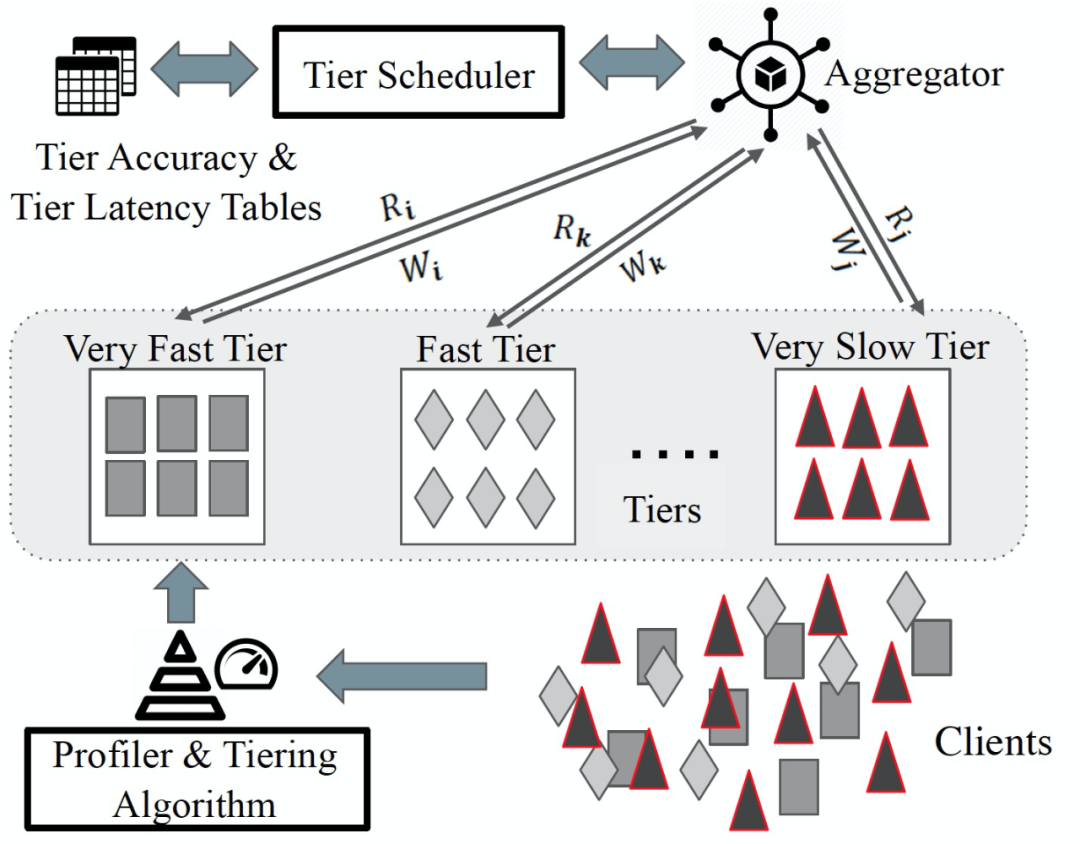 Tier Scheduler
Aggregator
Tier Accuracy &
Tier Latency Tables
R_i
W_i
R_k
W_k
R_j
W_j
Very Fast Tier
Fast Tier
Very Slow Tier
....
Tiers
Profiler & Tiering
Algorithm
Clients